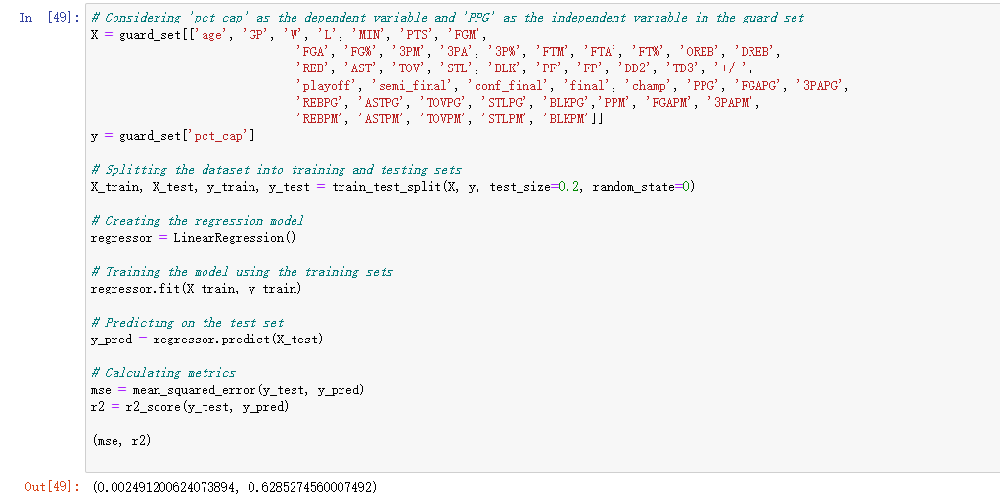 In [49]: # Considering 'pct_cap' as the dependent variable and 'PPG' as the independent variable in the guard set
X = guard_set[['age', 'GP', 'W', 'L', 'MIN', 'PTS', 'FGM',
'FGA', 'FG%', '3PM', '3PA', '3P%', 'FTM', 'FTA', 'FT%', 'OREB', 'DREB',
'REB', 'AST', 'TOV', 'STL', 'BLK', 'PF', 'FP', 'DD2', 'TD3', '+/-',
'playoff', 'semi_final', 'conf_final', 'final', 'champ', 'PPG', 'FGAPG', '3PAPG',
'REBPG', 'ASTPG', 'TOVPG', 'STLPG', 'BLKPG','PPM', 'FGAPM', '3PAPM',
'REBPM', 'ASTPM', 'TOVPM', 'STLPM', 'BLKPM']]
y = guard_set['pct_cap']
# Splitting the dataset into training and testing sets
X_train, X_test, y_train, y_test = train_test_split(X, y, test_size=0.2, random_state=0)
# Creating the regression model
regressor = LinearRegression()
# Training the model using the training sets
regressor.fit(X_train, y_train)
# Predicting on the test set
y_pred = regressor.predict(X_test)
# Calculating metrics
mse = mean_squared_error(y_test, y_pred)
r2 = r2_score(y_test, y_pred)
(mse, r2)
Out[49]: (0.002491200624073894, 0.6285274560007492)